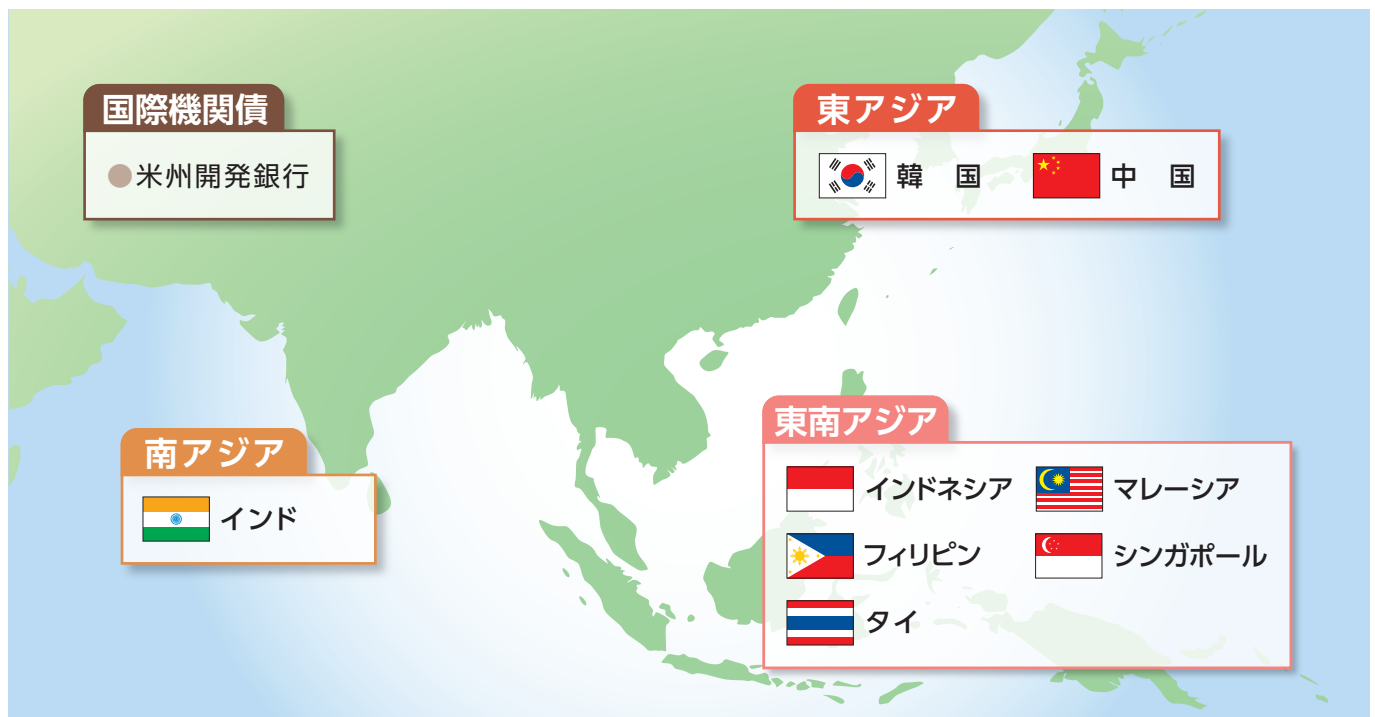 国際機関債
●米州開発銀行
東アジア
韓　国
中　国
南アジア
インド
東南アジア
インドネシア
マレーシア
フィリピン
シンガポール
タイ